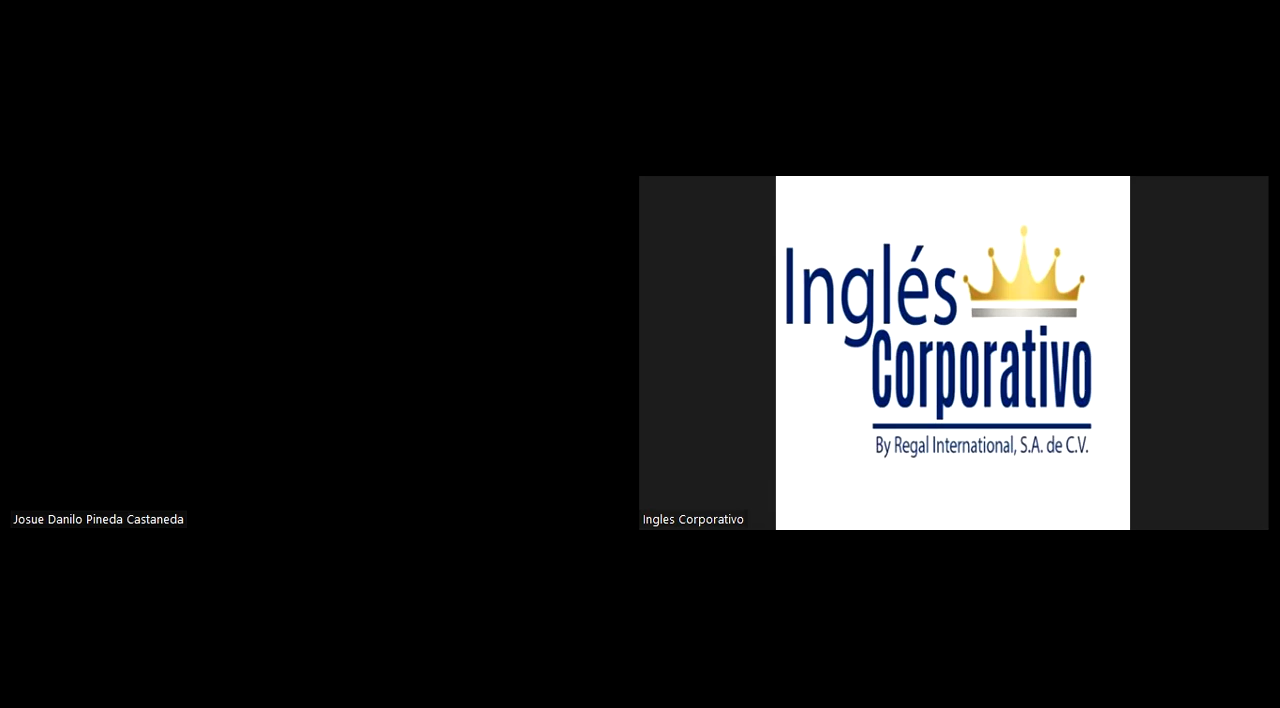 Inglés
Corporativo
By Regal International, S.A. de C.V.
Josue Danilo Pineda Castaneda
Ingles Corporativo